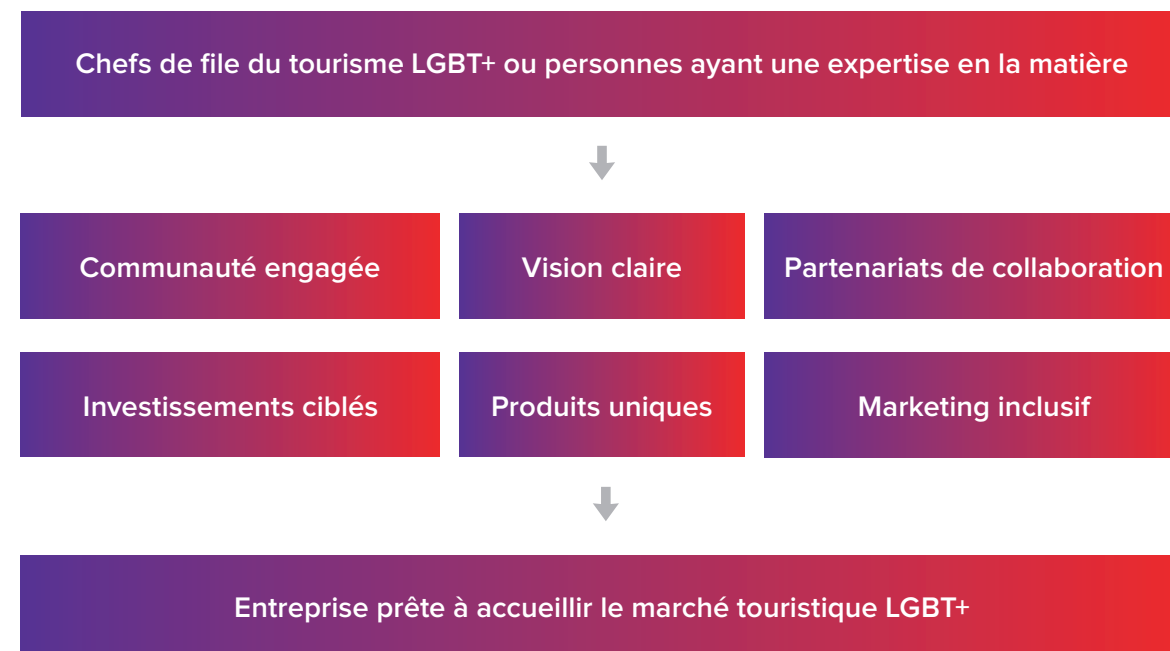 Chefs de file du tourisme LGBT+ ou personnes ayant une expertise en la matière
Communauté engagée
Vision claire
Partenariats de collaboration
Investissements ciblés
Produits uniques
Marketing inclusif
Entreprise prête à accueillir le marché touristique LGBT+